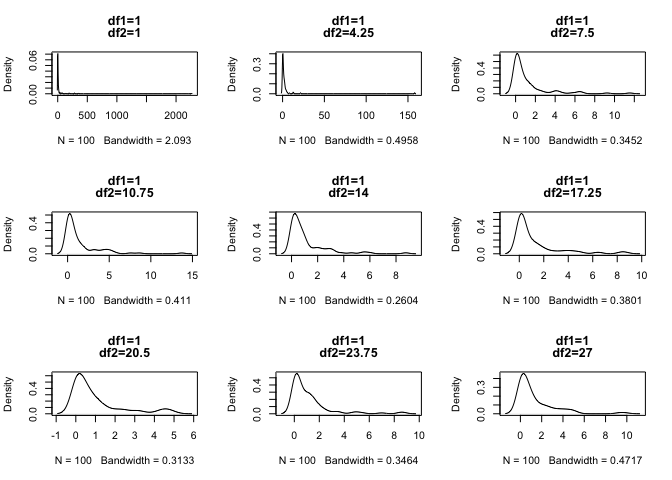 df1=1
df2=1
Density
0.00
0.06
0
500
1000
2000
N = 100 Bandwidth = 2.093
df1=1
df2=4.25
Density
0.0
0.3
0
50
100
150
N = 100 Bandwidth = 0.4958
df1=1
df2=7.5
Density
0.0
0.4
0
2
4
6
8
10
N = 100 Bandwidth = 0.3452
df1=1
df2=10.75
Density
0.0
0.4
0
5
10
15
N = 100 Bandwidth = 0.411
df1=1
df2=14
Density
0.0
0.4
0
2
4
6
8
N = 100 Bandwidth = 0.2604
df1=1
df2=17.25
Density
0.0
0.4
0
2
4
6
8
10
N = 100 Bandwidth = 0.3801
df1=1
df2=20.5
Density
0.0
0.4
-1
0
1
2
3
4
5
6
N = 100 Bandwidth = 0.3133
df1=1
df2=23.75
Density
0.0
0.4
0
2
4
6
8
10
N = 100 Bandwidth = 0.3464
df1=1
df2=27
Density
0.0
0.3
0
2
4
6
8
10
N = 100 Bandwidth = 0.4717